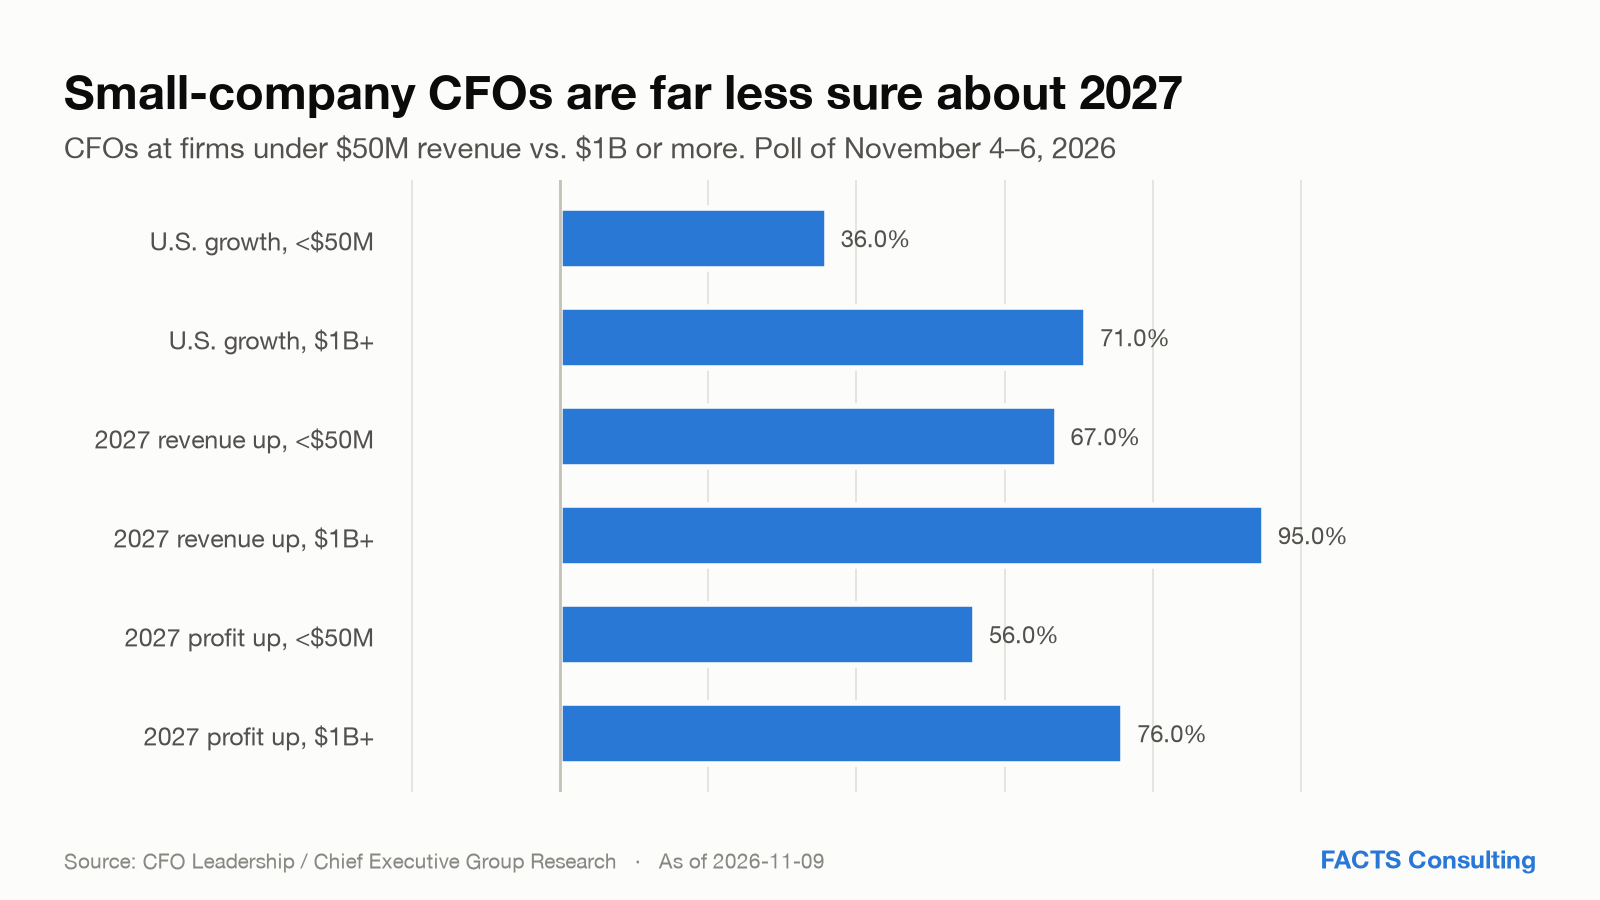 Small-company CFOs are far less sure about 2027
CFOs at firms under $50M revenue vs. $1B or more. Poll of November 4–6, 2026
U.S. growth, <$50M 36.0%
U.S. growth, $1B+ 71.0%
2027 revenue up, <$50M 67.0%
2027 revenue up, $1B+ 95.0%
2027 profit up, <$50M 56.0%
2027 profit up, $1B+ 76.0%
Source: CFO Leadership / Chief Executive Group Research · As of 2026-11-09
FACTS Consulting